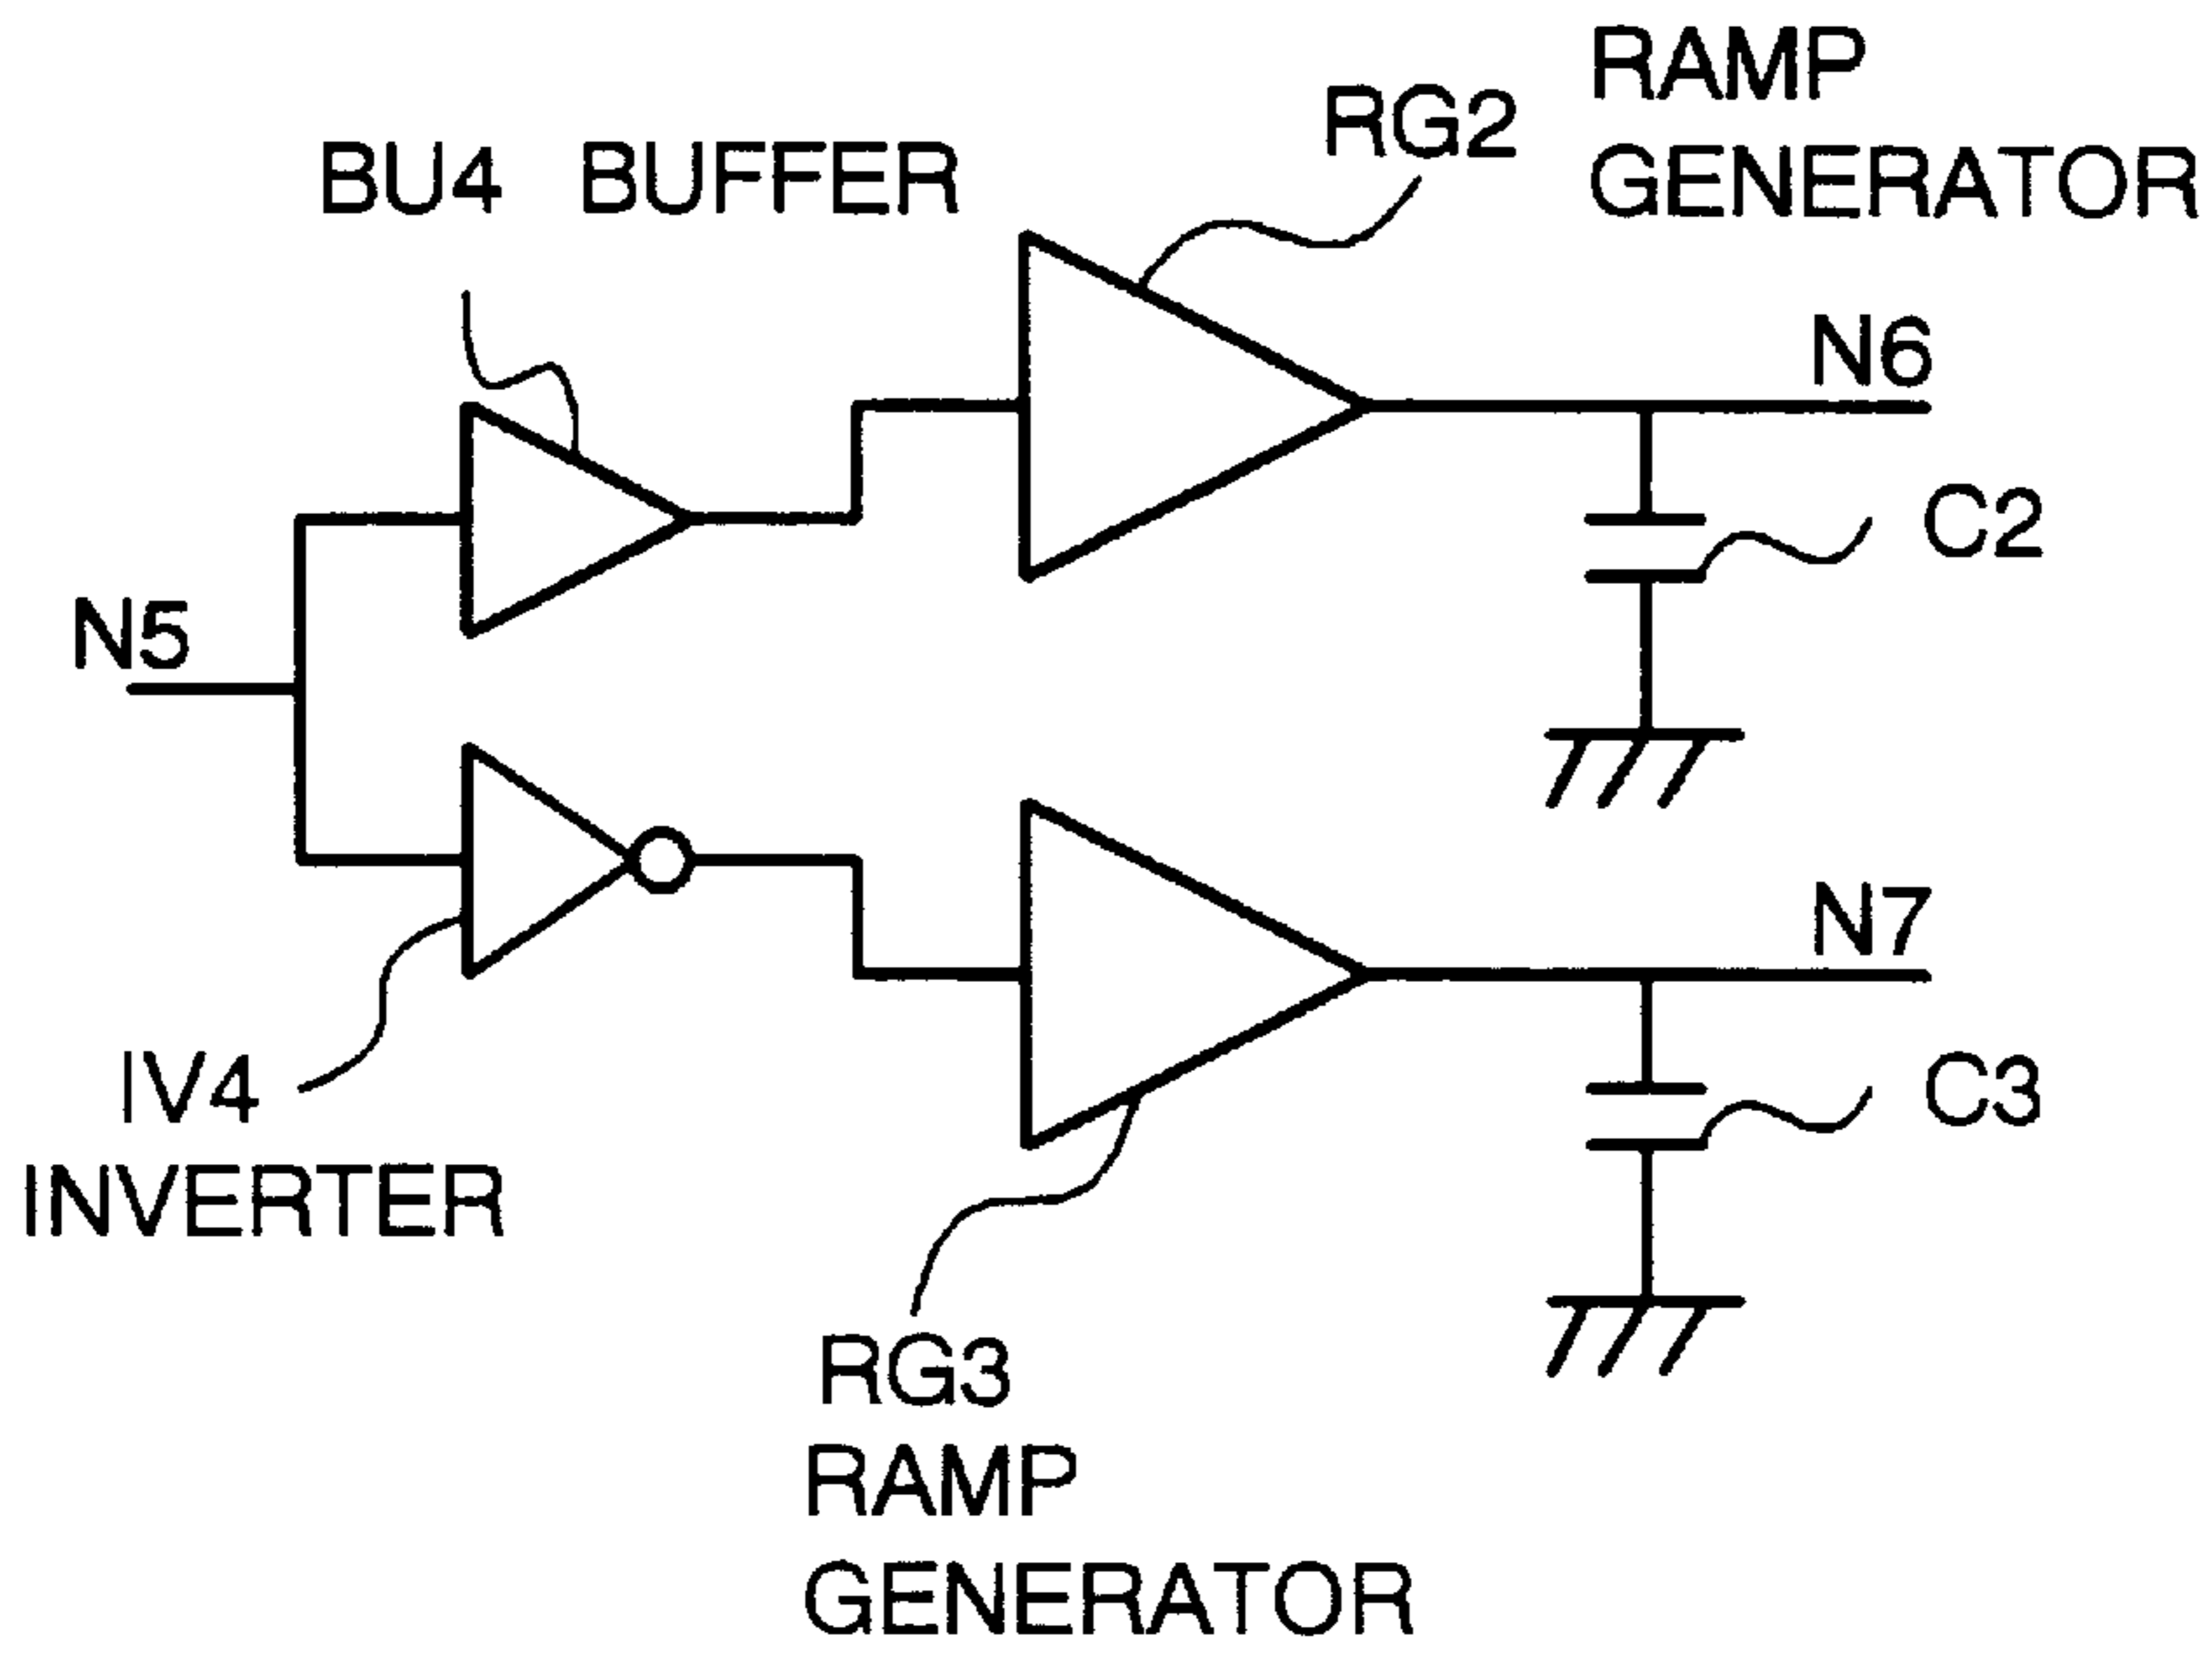 RAMP
GENERATOR
RG2
BU4 BUFFER
N6
C2
N5
N7
IV4
INVERTER
C3
RG3
RAMP
GENERATOR